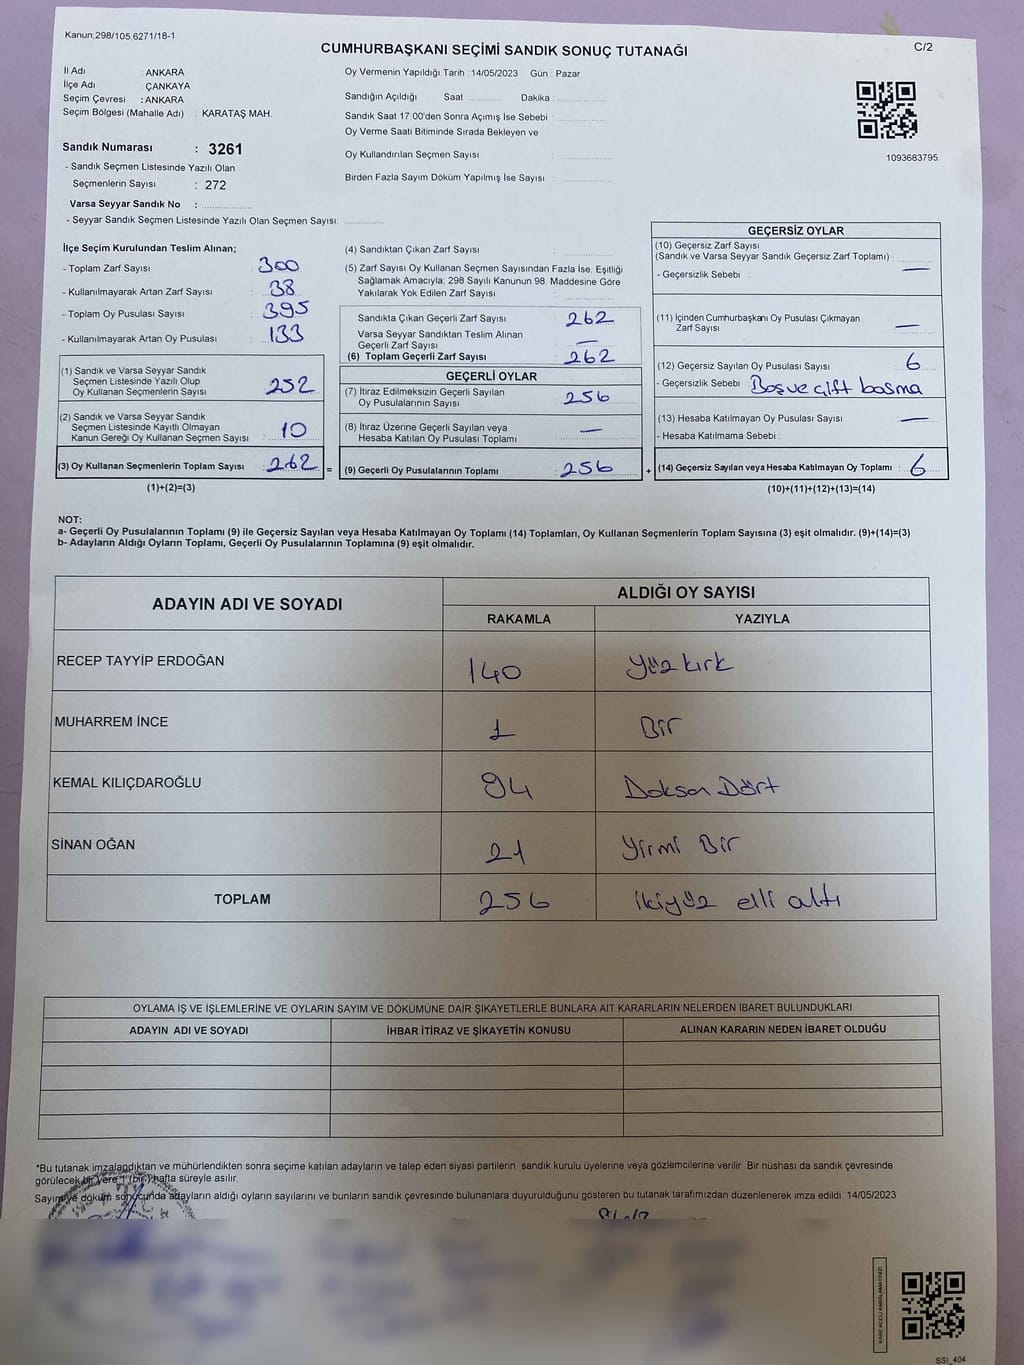 Kanun,298/105,6271/18-1
C/2
CUMHURBAŞKANI SEÇİMİ SANDIK SONUÇ TUTANAĞI
İl Adı : ANKARA
İlçe Adı : ÇANKAYA
Seçim Çevresi : ANKARA
Seçim Bölgesi (Mahalle Adı) : KARATAŞ MAH.
Sandık Numarası : 3261
- Sandık Seçmen Listesinde Yazılı Olan
Seçmenlerin Sayısı : 272
Varsa Seyyar Sandık No :
- Seyyar Sandık Seçmen Listesinde Yazılı Olan Seçmen Sayısı:
Oy Vermenin Yapıldığı Tarih : 14/05/2023 Gün : Pazar
Sandığın Açıldığı Saat Dakika :
Sandık Saat 17:00'den Sonra Açımış İse Sebebi :
Oy Verme Saati Bitiminde Sırada Bekleyen ve
Oy Kullandırılan Seçmen Sayısı :
Birden Fazla Sayım Döküm Yapılmış İse Sayısı :
1093683795
İlçe Seçim Kurulundan Teslim Alınan;
- Toplam Zarf Sayısı : 300
- Kullanılmayarak Artan Zarf Sayısı : 38
- Toplam Oy Pusulası Sayısı : 395
- Kullanılmayarak Artan Oy Pusulası : 133
(1) Sandık ve Varsa Seyyar Sandık
Seçmen Listesinde Yazılı Olup
Oy Kullanan Seçmenlerin Sayısı : 252
(2) Sandık ve Varsa Seyyar Sandık
Seçmen Listesinde Kayıtlı Olmayan
Kanun Gereği Oy Kullanan Seçmen Sayısı : 10
(3) Oy Kullanan Seçmenlerin Toplam Sayısı : 262 =
(1)+(2)=(3)
(4) Sandıktan Çıkan Zarf Sayısı :
(5) Zarf Sayısı Oy Kullanan Seçmen Sayısından Fazla İse, Eşitliği
Sağlamak Amacıyla; 298 Sayılı Kanunun 98. Maddesine Göre
Yakılarak Yok Edilen Zarf Sayısı :
Sandıkta Çıkan Geçerli Zarf Sayısı : 262
Varsa Seyyar Sandıktan Teslim Alınan
Geçerli Zarf Sayısı : —
(6) Toplam Geçerli Zarf Sayısı : 262
GEÇERLİ OYLAR
(7) İtiraz Edilmeksizin Geçerli Sayılan
Oy Pusulalarının Sayısı : 256
(8) İtiraz Üzerine Geçerli Sayılan veya
Hesaba Katılan Oy Pusulası Toplamı : —
(9) Geçerli Oy Pusulalarının Toplamı : 256 +
GEÇERSİZ OYLAR
(10) Geçersiz Zarf Sayısı
(Sandık ve Varsa Seyyar Sandık Geçersiz Zarf Toplamı) :
- Geçersizlik Sebebi : —
(11) İçinden Cumhurbaşkanı Oy Pusulası Çıkmayan
Zarf Sayısı : —
(12) Geçersiz Sayılan Oy Pusulası Sayısı : 6
- Geçersizlik Sebebi : Boş ve çift basma
(13) Hesaba Katılmayan Oy Pusulası Sayısı : —
- Hesaba Katılmama Sebebi :
(14) Geçersiz Sayılan veya Hesaba Katılmayan Oy Toplamı : 6
(10)+(11)+(12)+(13)=(14)
NOT:
a- Geçerli Oy Pusulalarının Toplamı (9) ile Geçersiz Sayılan veya Hesaba Katılmayan Oy Toplamı (14) Toplamları, Oy Kullanan Seçmenlerin Toplam Sayısına (3) eşit olmalıdır. (9)+(14)=(3)
b- Adayların Aldığı Oyların Toplamı, Geçerli Oy Pusulalarının Toplamına (9) eşit olmalıdır.
ADAYIN ADI VE SOYADI
ALDIĞI OY SAYISI
RAKAMLA YAZIYLA
RECEP TAYYİP ERDOĞAN 140 Yüz kırk
MUHARREM İNCE 1 Bir
KEMAL KILIÇDAROĞLU 94 Doksan Dört
SİNAN OĞAN 21 Yirmi Bir
TOPLAM 256 ikiyüz elli altı
OYLAMA İŞ VE İŞLEMLERİNE VE OYLARIN SAYIM VE DÖKÜMÜNE DAİR ŞİKAYETLERLE BUNLARA AİT KARARLARIN NELERDEN İBARET BULUNDUKLARI
ADAYIN ADI VE SOYADI İHBAR İTİRAZ VE ŞİKAYETİN KONUSU ALINAN KARARIN NEDEN İBARET OLDUĞU
*Bu tutanak imzalandıktan ve mühürlendikten sonra seçime katılan adayların ve talep eden siyasi partilerin sandık kurulu üyelerine veya gözlemcilerine verilir. Bir nüshası da sandık çevresinde
görülecek bir yere 1 (bir) hafta süreyle asılır.
Sayım ve döküm sonucunda adayların aldığı oyların sayılarını ve bunların sandık çevresinde bulunanlara duyurulduğunu gösteren bu tutanak tarafımızdan düzenlenerek imza edildi. 14/05/2023
KARE KODU KARALAMAYINIZ!
SSI_404